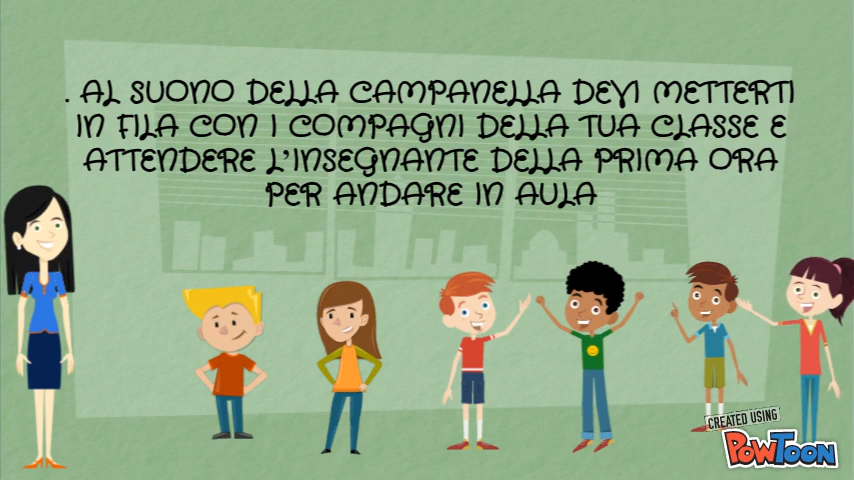 . AL SUONO DELLA CAMPANELLA DEVI METTERTI
IN FILA CON I COMPAGNI DELLA TUA CLASSE E
ATTENDERE L'INSEGNANTE DELLA PRIMA ORA
PER ANDARE IN AULA
CREATED USING
POWTOON